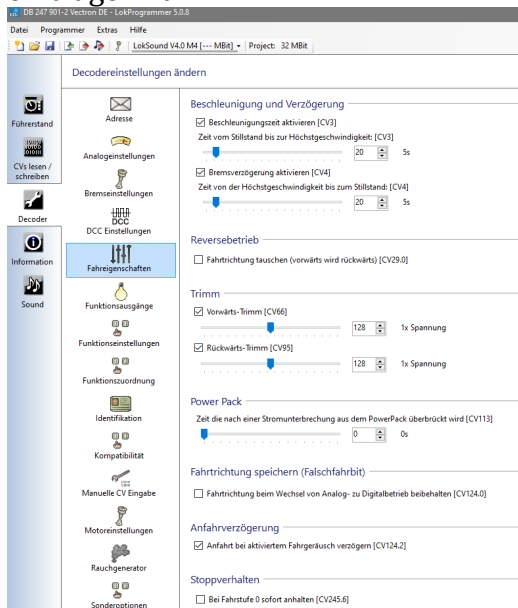 DB 247 901-2 Vectron DE - LokProgrammer 5.0.8
Datei Programmer Extras Hilfe
LokSound V4.0 M4 [--- MBit] Project: 32 MBit
Decodereinstellungen ändern
Führerstand
CVs lesen /
schreiben
Decoder
Information
Sound
Adresse
Analogeinstellungen
Bremseinstellungen
DCC
DCC Einstellungen
Fahreigenschaften
Funktionsausgänge
Funktionseinstellungen
Funktionszuordnung
Identifikation
Kompatibilität
Manuelle CV Eingabe
Motoreinstellungen
Rauchgenerator
Sonderoptionen
Beschleunigung und Verzögerung
Beschleunigungszeit aktivieren [CV3]
Zeit vom Stillstand bis zur Höchstgeschwindigkeit: [CV3]
20 5s
Bremsverzögerung aktivieren [CV4]
Zeit von der Höchstgeschwindigkeit bis zum Stillstand: [CV4]
20 5s
Reversebetrieb
Fahrtrichtung tauschen (vorwärts wird rückwärts) [CV29.0]
Trimm
Vorwärts-Trimm [CV66]
128 1x Spannung
Rückwärts-Trimm [CV95]
128 1x Spannung
Power Pack
Zeit die nach einer Stromunterbrechung aus dem PowerPack überbrückt wird [CV113]
0 0s
Fahrtrichtung speichern (Falschfahrbit)
Fahrtrichtung beim Wechsel von Analog- zu Digitalbetrieb beibehalten [CV124.0]
Anfahrverzögerung
Anfahrt bei aktiviertem Fahrgeräusch verzögern [CV124.2]
Stoppverhalten
Bei Fahrstufe 0 sofort anhalten [CV245.6]